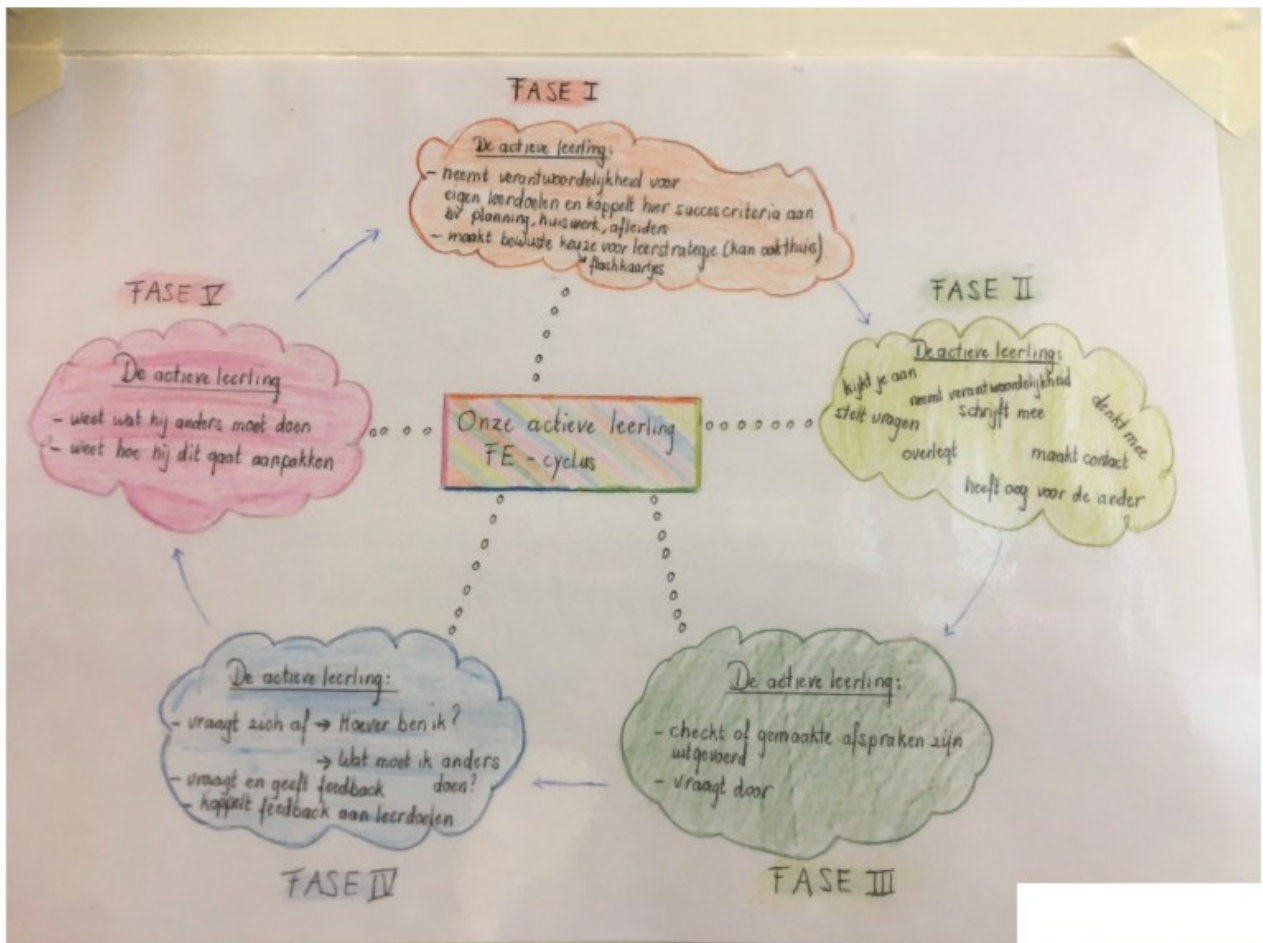 FASE I
De actieve leerling:
- neemt verantwoordelijkheid voor
eigen leerdoelen en koppelt hier succescriteria aan
bv planning, huiswerk, afleiders
- maakt bewuste keuze voor leerstrategie (kan ook thuis)
flashkaartjes
FASE II
De actieve leerling:
kijkt je aan
neemt verantwoordelijkheid
denkt mee
stelt vragen
schrijft mee
overlegt
maakt contact
heeft oog voor de ander
FASE V
De actieve leerling
- weet wat hij anders moet doen
- weet hoe hij dit gaat aanpakken
Onze actieve leerling
FE - cyclus
De actieve leerling:
- checkt of gemaakte afspraken zijn
uitgevoerd
- vraagt door
FASE III
De actieve leerling:
- vraagt zich af → Hoever ben ik?
→ Wat moet ik anders
doen?
- vraagt en geeft feedback
- koppelt feedback aan leerdoelen
FASE IV